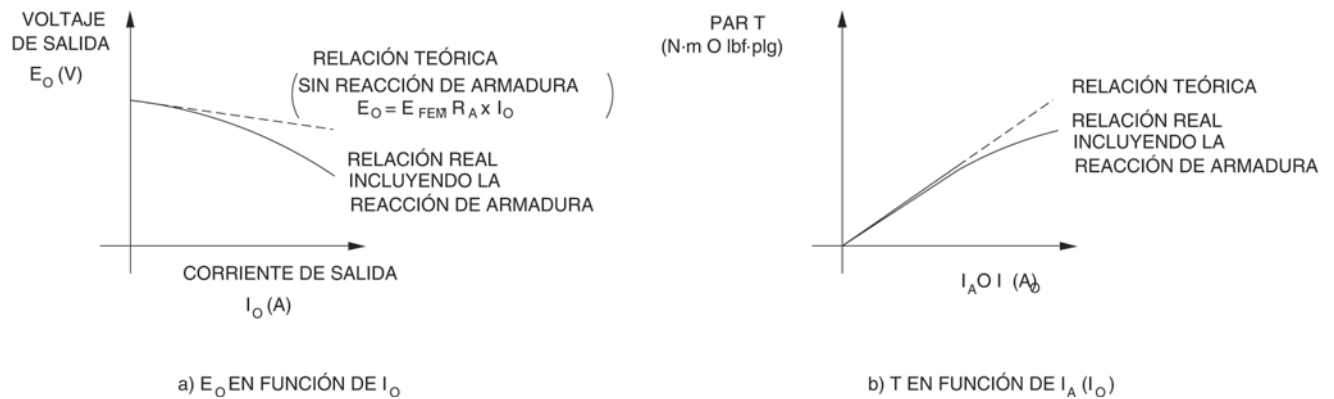 VOLTAJE
DE SALIDA
E_O (V)
RELACIÓN TEÓRICA
SIN REACCIÓN DE ARMADURA
E_O = E_FEM R_A x I_O
RELACIÓN REAL
INCLUYENDO LA
REACCIÓN DE ARMADURA
CORRIENTE DE SALIDA
I_O (A)
a) E_O EN FUNCIÓN DE I_O
PAR T
(N·m O lbf·plg)
RELACIÓN TEÓRICA
RELACIÓN REAL
INCLUYENDO LA
REACCIÓN DE ARMADURA
I_A O I_O (A)
b) T EN FUNCIÓN DE I_A (I_O)